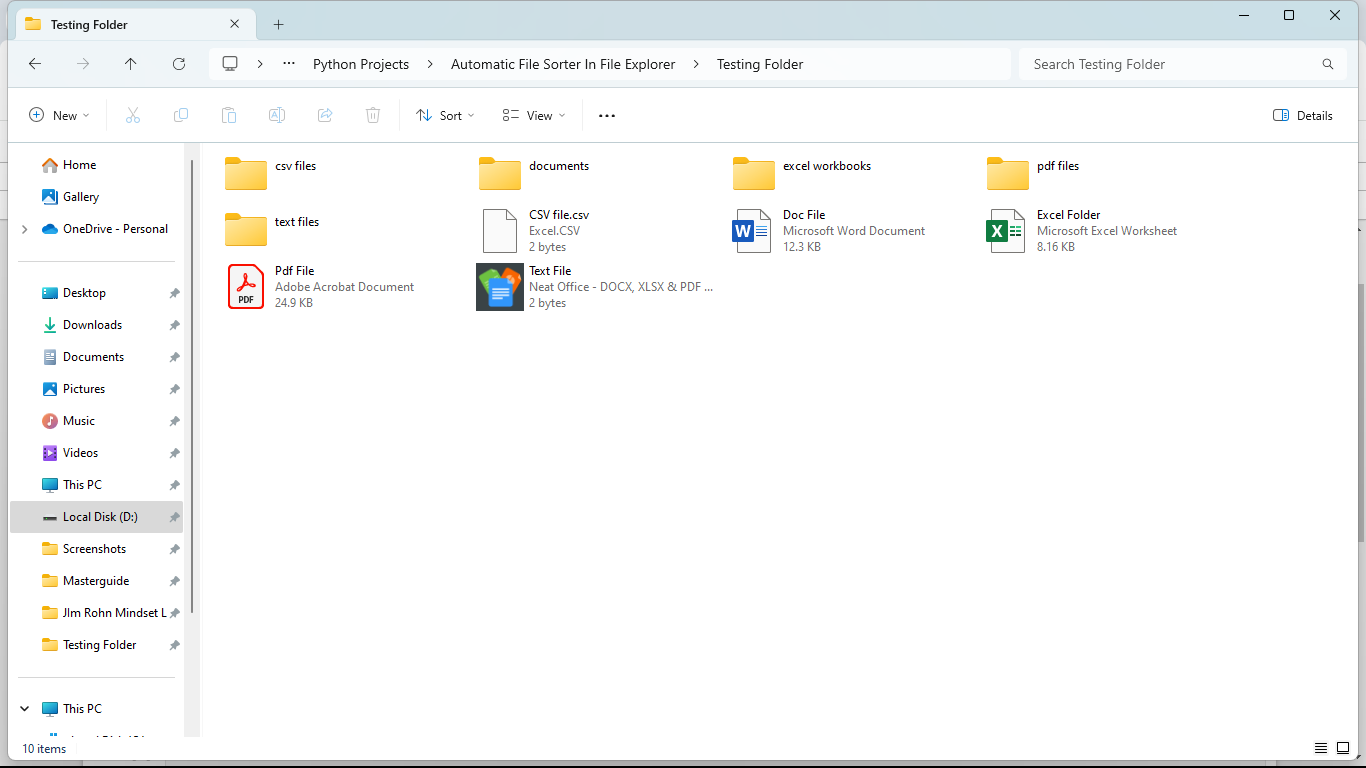 Testing Folder
Python Projects
Automatic File Sorter In File Explorer
Testing Folder
Search Testing Folder
New
Sort
View
Details
Home
Gallery
OneDrive - Personal
Desktop
Downloads
Documents
Pictures
Music
Videos
This PC
Local Disk (D:)
Screenshots
Masterguide
JIm Rohn Mindset L
Testing Folder
This PC
csv files
documents
excel workbooks
pdf files
text files
CSV file.csv
Excel.CSV
2 bytes
Doc File
Microsoft Word Document
12.3 KB
Excel Folder
Microsoft Excel Worksheet
8.16 KB
Pdf File
Adobe Acrobat Document
24.9 KB
PDF
Text File
Neat Office - DOCX, XLSX & PDF ...
2 bytes
10 items